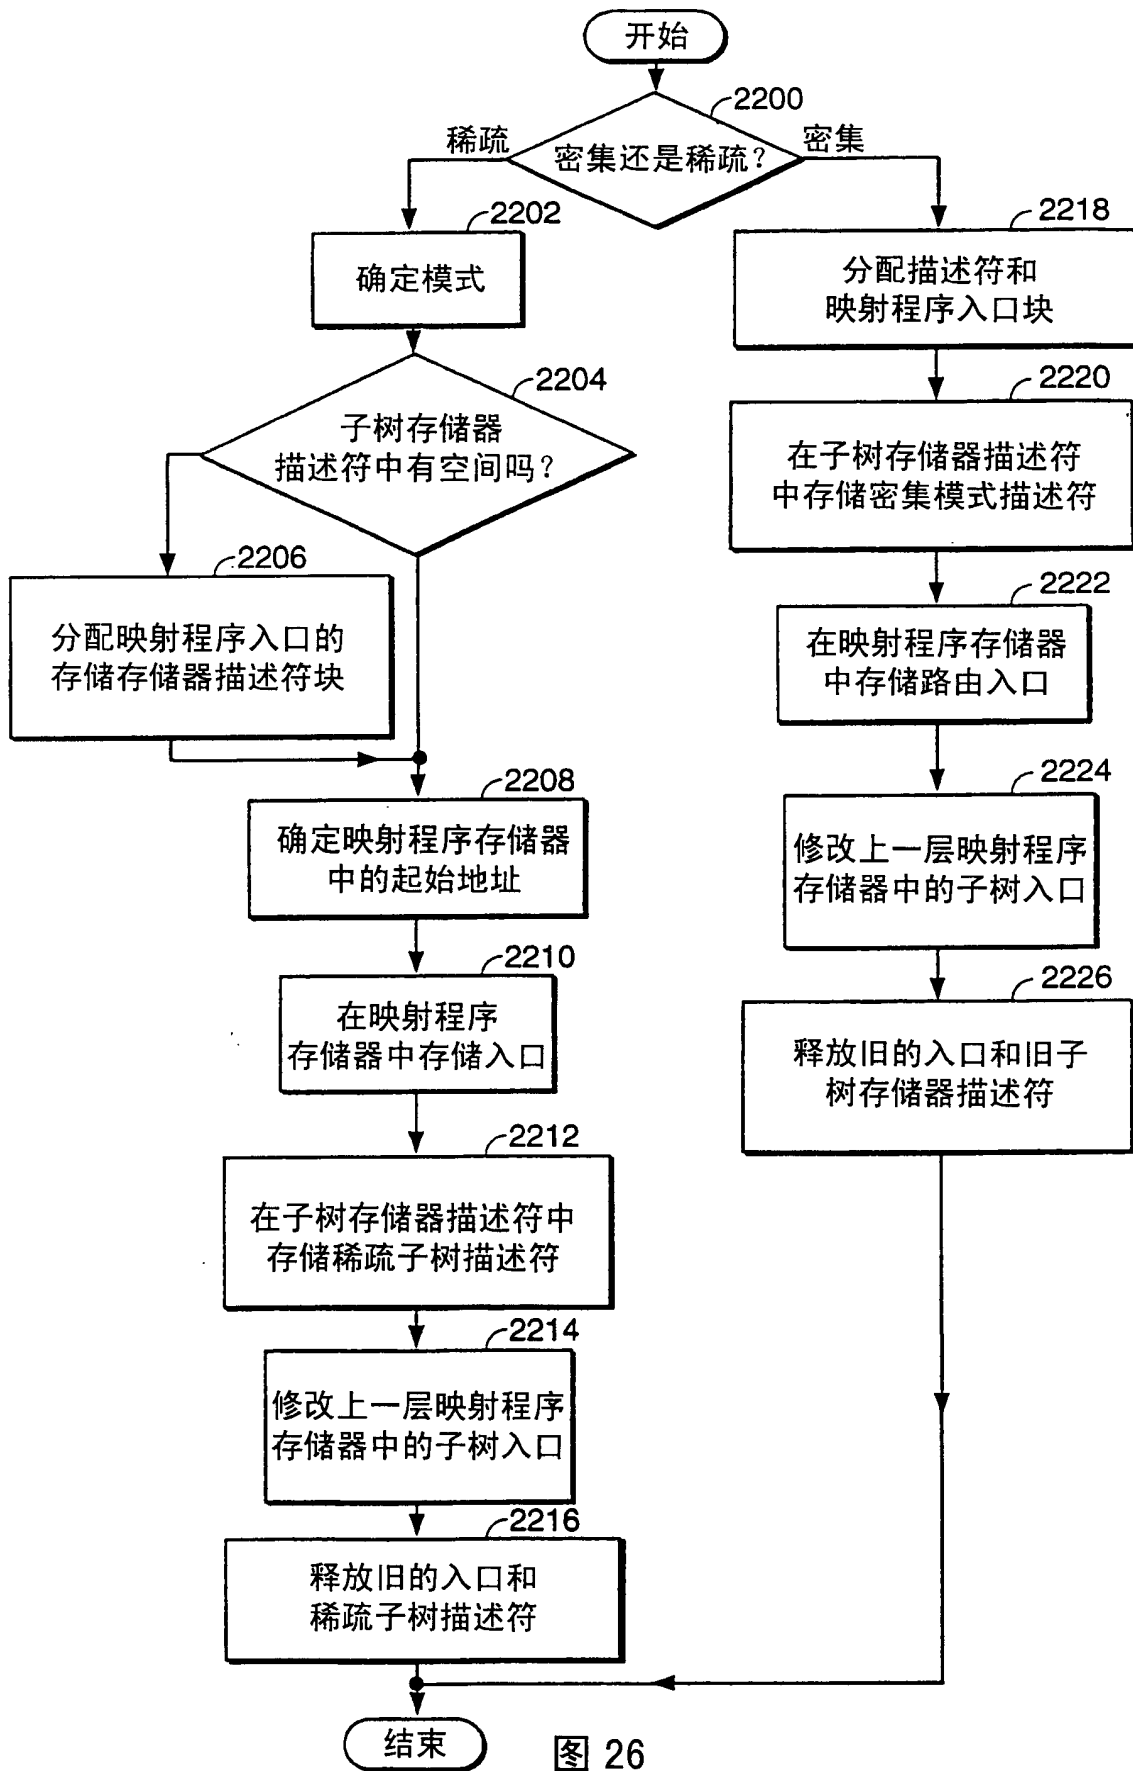 开始
2200
密集还是稀疏?
稀疏
密集
2202
确定模式
2204
子树存储器
描述符中有空间吗?
2206
分配映射程序入口的
存储存储器描述符块
2208
确定映射程序存储器
中的起始地址
2210
在映射程序
存储器中存储入口
2212
在子树存储器描述符中
存储稀疏子树描述符
2214
修改上一层映射程序
存储器中的子树入口
2216
释放旧的入口和
稀疏子树描述符
2218
分配描述符和
映射程序入口块
2220
在子树存储器描述符
中存储密集模式描述符
2222
在映射程序存储器
中存储路由入口
2224
修改上一层映射程序
存储器中的子树入口
2226
释放旧的入口和旧子
树存储器描述符
结束
图 26